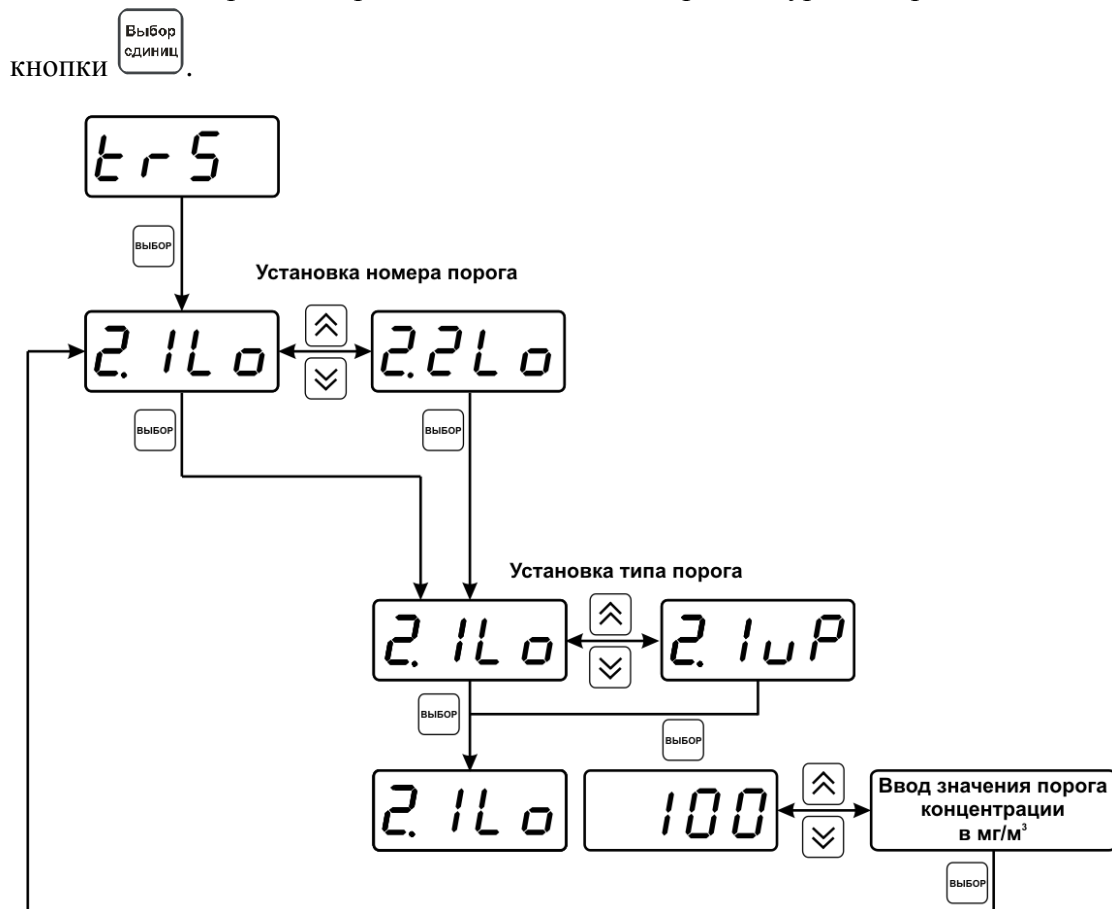 Выбор
единиц
кнопки .
trS
ВЫБОР
Установка номера порога
2.1Lo 2.2Lo
ВЫБОР ВЫБОР
Установка типа порога
2.1Lo 2.1uP
ВЫБОР
ВЫБОР
2.1Lo 100 Ввод значения порога
концентрации
в мг/м³
ВЫБОР